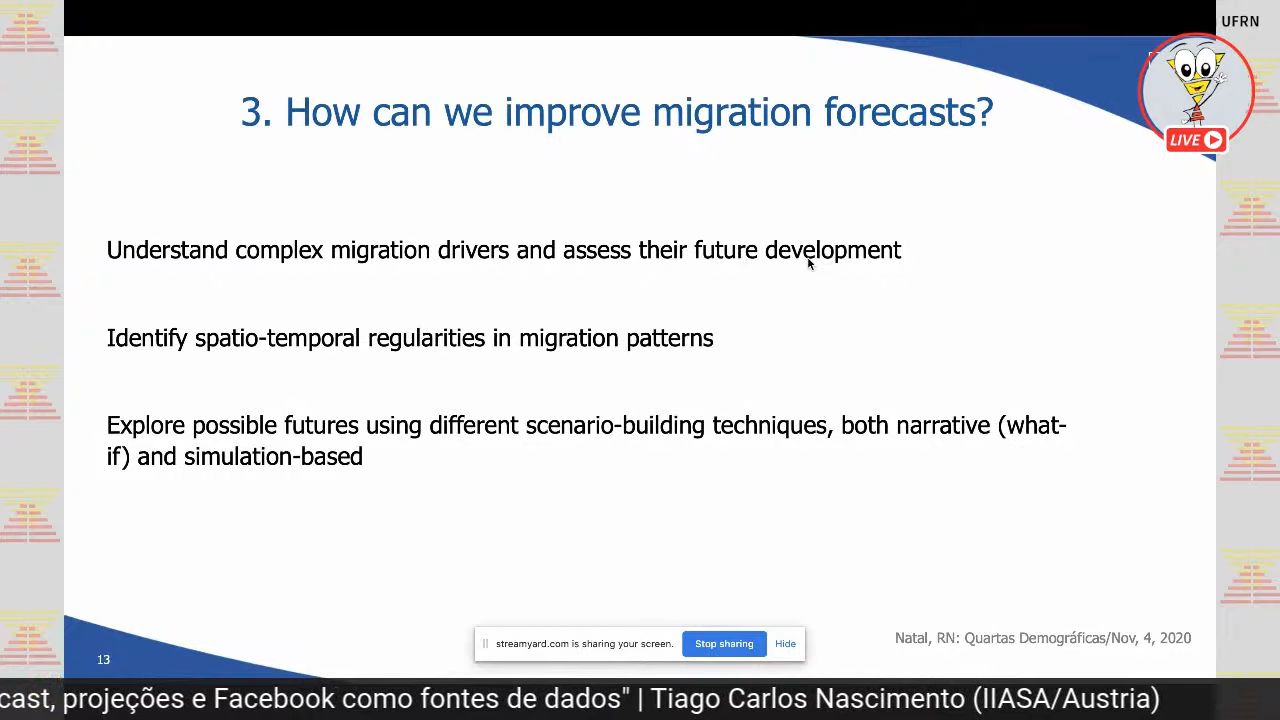 UFRN
LIVE
3. How can we improve migration forecasts?
Understand complex migration drivers and assess their future development
Identify spatio-temporal regularities in migration patterns
Explore possible futures using different scenario-building techniques, both narrative (what-
if) and simulation-based
streamyard.com is sharing your screen. Stop sharing Hide
Natal, RN: Quartas Demográficas/Nov, 4, 2020
13
cast, projeções e Facebook como fontes de dados" | Tiago Carlos Nascimento (IIASA/Austria)